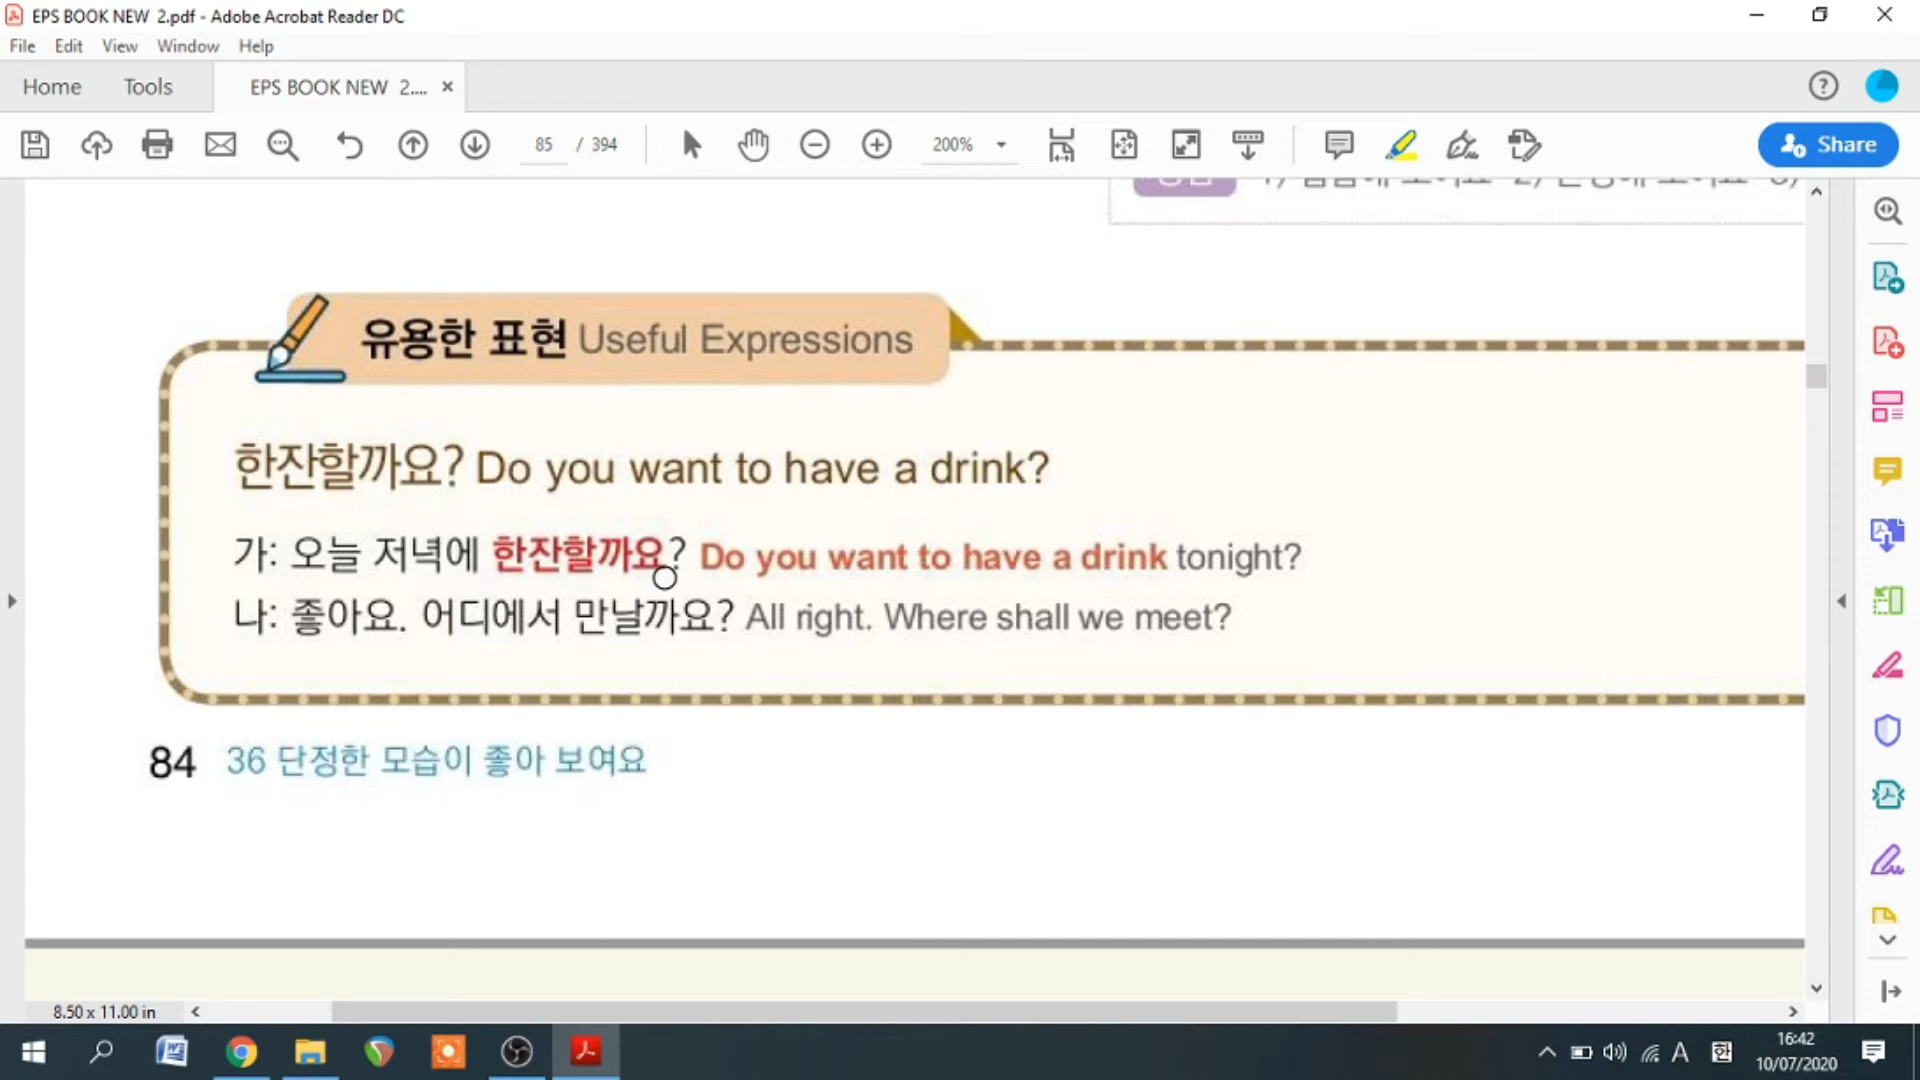 EPS BOOK NEW 2.pdf - Adobe Acrobat Reader DC
File Edit View Window Help
Home Tools EPS BOOK NEW 2.... ×
85 / 394 200% Share
유용한 표현 Useful Expressions
한잔할까요? Do you want to have a drink?
가: 오늘 저녁에 한잔할까요? Do you want to have a drink tonight?
나: 좋아요. 어디에서 만날까요? All right. Where shall we meet?
84 36 단정한 모습이 좋아 보여요
8.50 x 11.00 in
A 한 16:42
10/07/2020